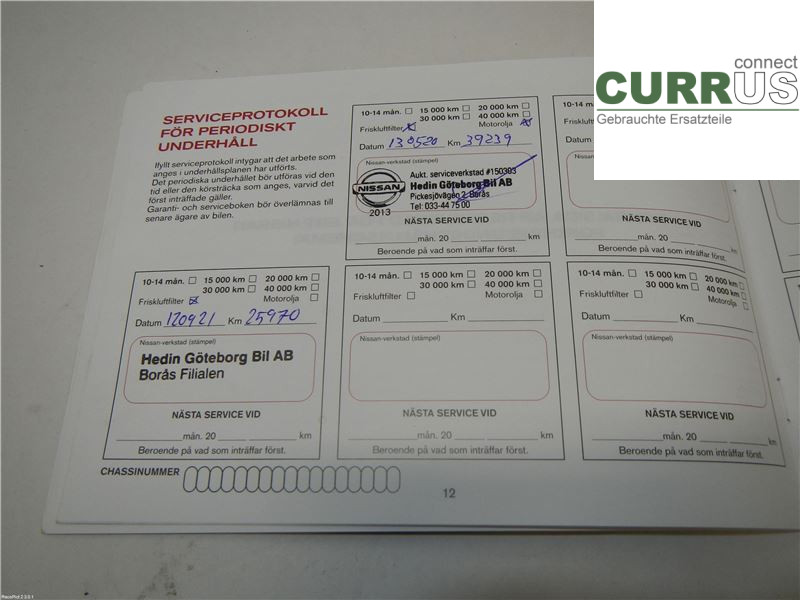 connect
CURRUS
Gebrauchte Ersatzteile
SERVICEPROTOKOLL
FÖR PERIODISKT
UNDERHÅLL
Ifyllt serviceprotokoll intygar att det arbete som
anges i underhållsplanen har utförts.
Det periodiska underhållet bör utföras vid den
tid eller den körsträcka som anges, varvid det
först inträffade gäller.
Garanti- och serviceboken bör överlämnas till
senare ägare av bilen.
10-14 mån. 15 000 km 20 000 km
30 000 km 40 000 km
Friskluftfilter Motorolja
Datum 130520 Km 39239
Nissan-verkstad (stämpel)
NISSAN
2013
Aukt. serviceverkstad #150303
Hedin Göteborg Bil AB
Pickesjövägen 2, Borås
Tel: 033-44 75 00
NÄSTA SERVICE VID
mån. 20 km
Beroende på vad som inträffar först.
10-14
Friskluft
Datum
Nissan
NÄSTA SERVICE VID
mån. 20 km
Beroende på vad som inträffar först.
10-14 mån. 15 000 km 20 000 km
30 000 km 40 000 km
Friskluftfilter Motorolja
Datum 120921 Km 25970
Nissan-verkstad (stämpel)
Hedin Göteborg Bil AB
Borås Filialen
NÄSTA SERVICE VID
mån. 20 km
Beroende på vad som inträffar först.
10-14 mån. 15 000 km 20 000 km
30 000 km 40 000 km
Friskluftfilter Motorolja
Datum Km
Nissan-verkstad (stämpel)
NÄSTA SERVICE VID
mån. 20 km
Beroende på vad som inträffar först.
10-14 mån. 15 000 km 20 000 km
30 000 km 40 000 km
Friskluftfilter Motorolja
Datum Km
Nissan-verkstad (stämpel)
NÄSTA SERVICE VID
mån. 20 km
Beroende på vad som inträffar först.
CHASSINUMMER
12